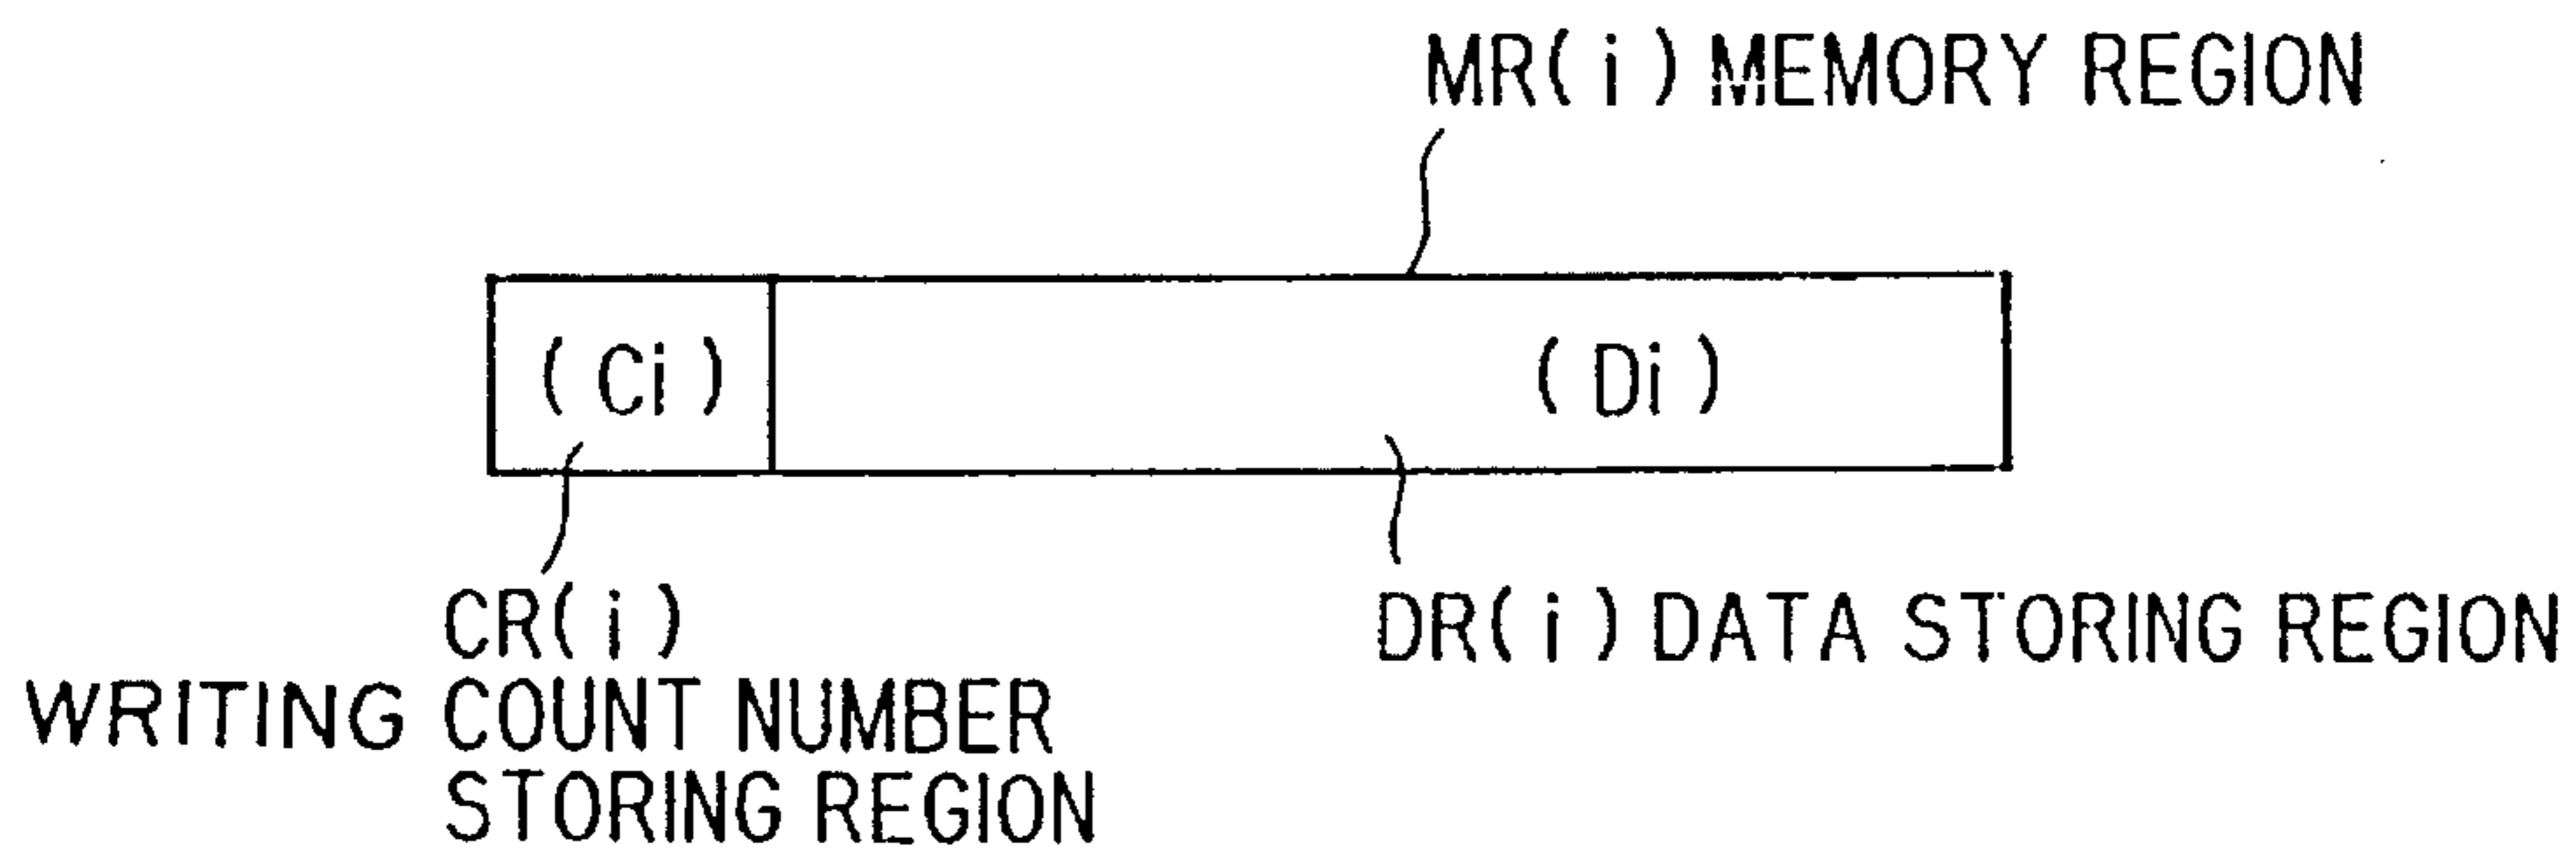 MR(i) MEMORY REGION
(Ci)
(Di)
CR(i)
WRITING COUNT NUMBER
STORING REGION
DR(i) DATA STORING REGION